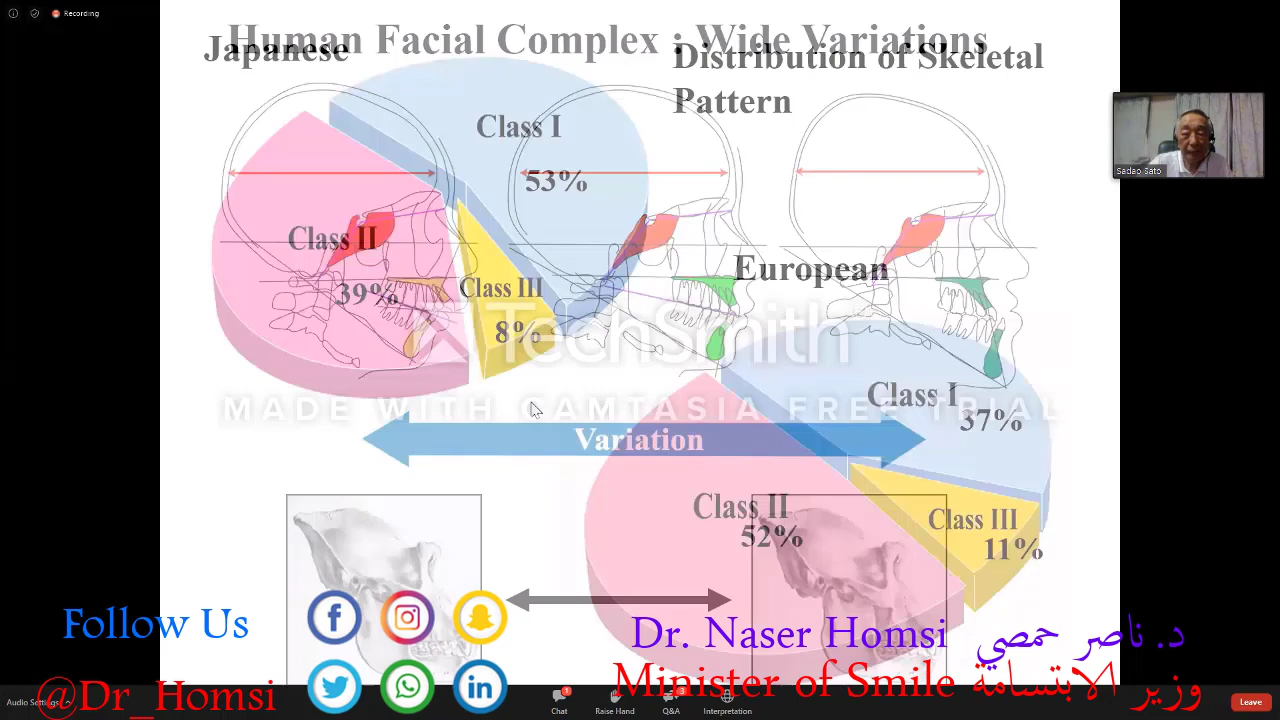 Recording
Human Facial Complex : Wide Variations
Japanese
Distribution of Skeletal
Pattern
Class I
53%
Sadao Sato
Class II
39%
Class III
8%
European
TechSmith
MADE WITH CAMTASIA FREE TRIAL
Class I
37%
Variation
Class II
52%
Class III
11%
Follow Us
@Dr_Homsi
Dr. Naser Homsi د. ناصر حمصي
Minister of Smile وزير الابتسامة
Audio Settings
Chat
1
Raise Hand
Q&A
3
Interpretation
Leave